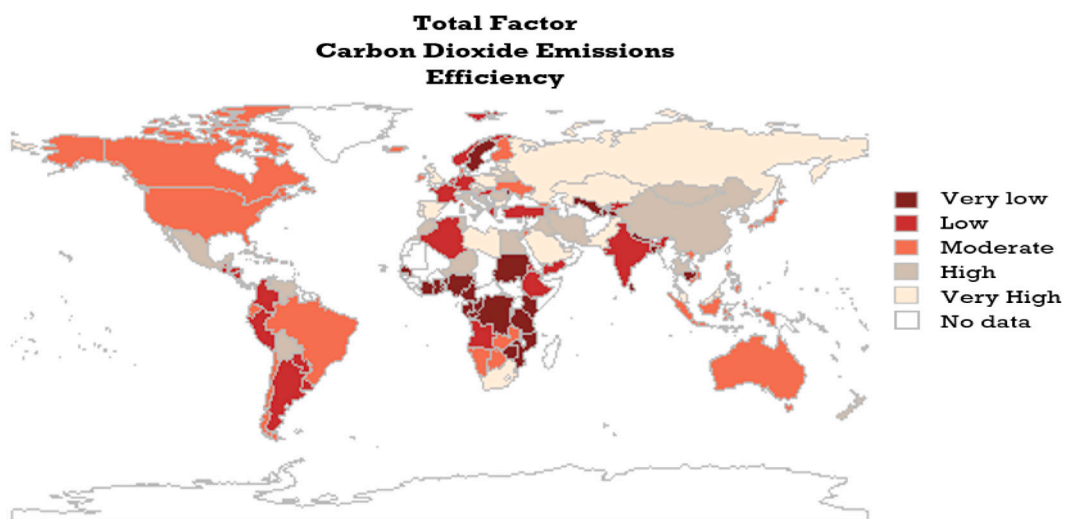 Total Factor
Carbon Dioxide Emissions
Efficiency
Very low
Low
Moderate
High
Very High
No data